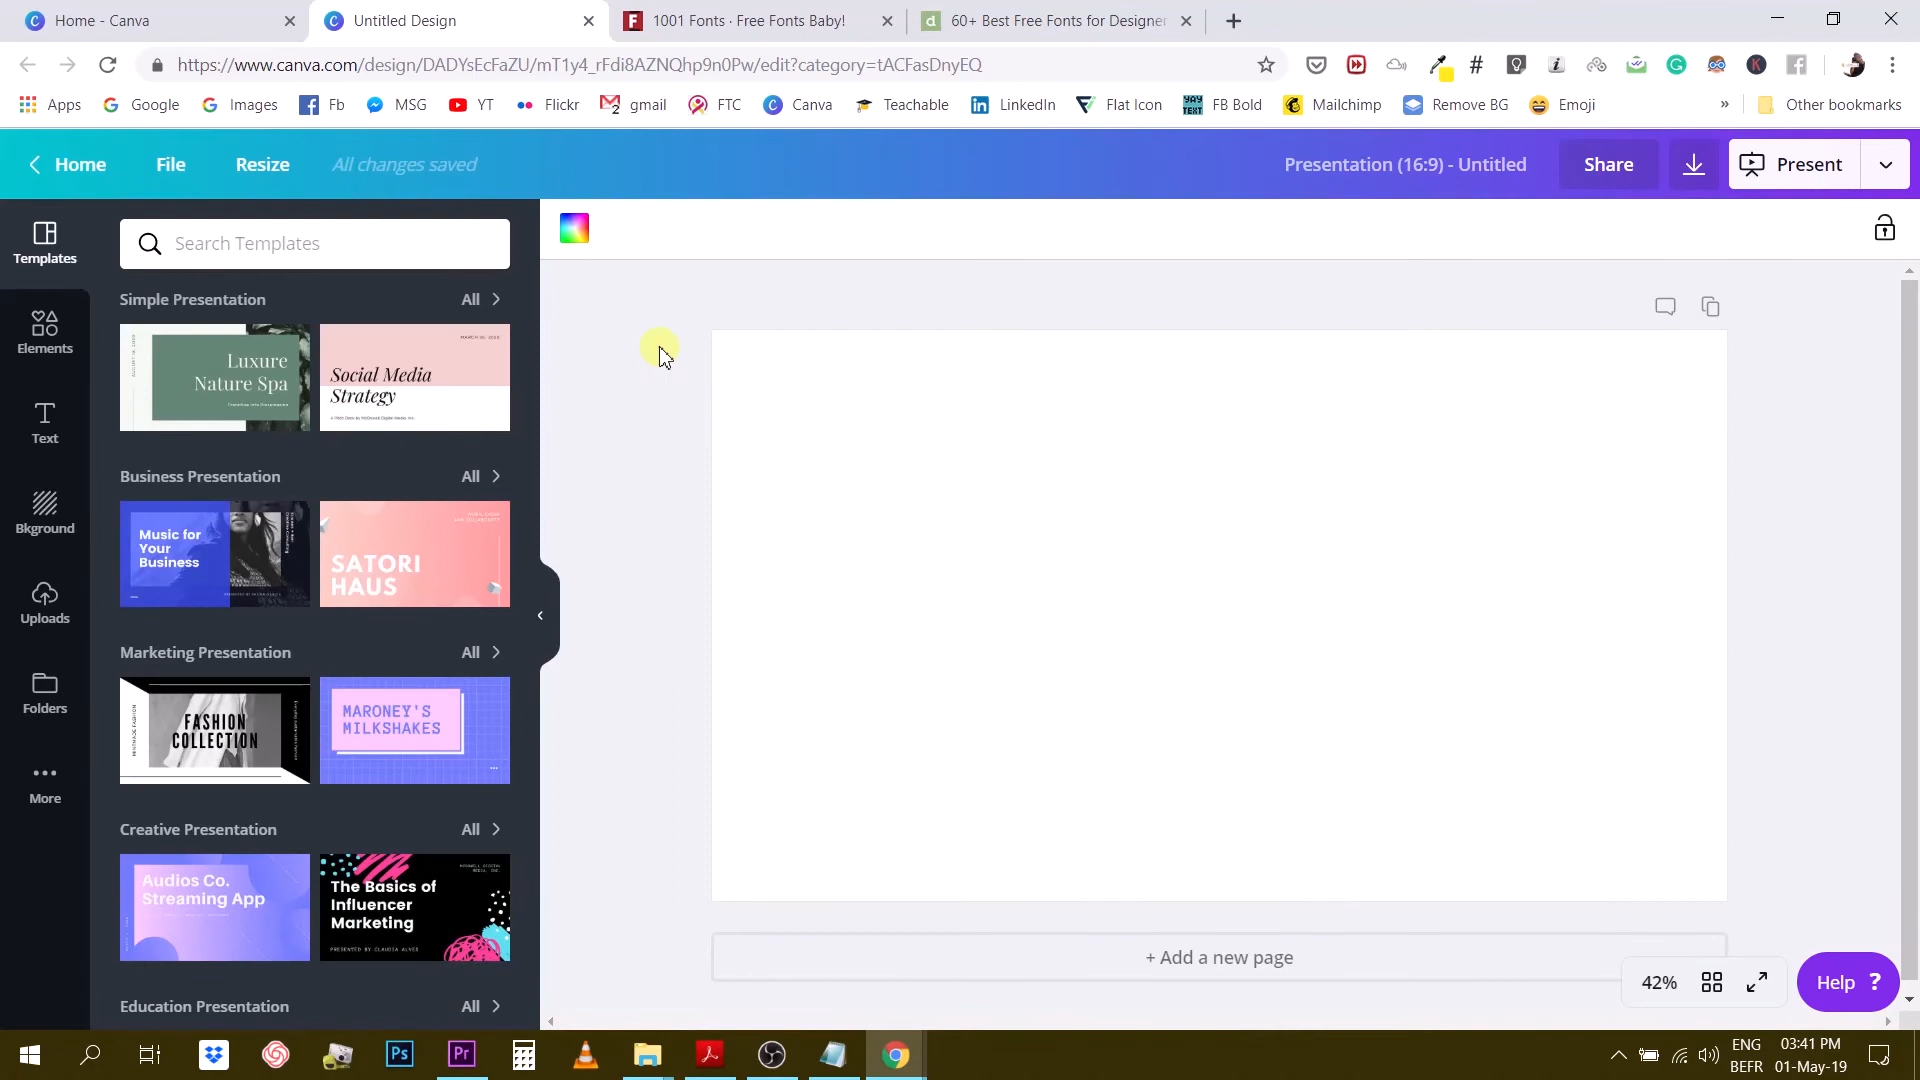 Home - Canva
Untitled Design
1001 Fonts · Free Fonts Baby!
60+ Best Free Fonts for Designer
https://www.canva.com/design/DADYsEcFaZU/mT1y4_rFdi8AZNQhp9n0Pw/edit?category=tACFasDnyEQ
Apps
Google
Images
Fb
MSG
YT
Flickr
gmail
FTC
Canva
Teachable
LinkedIn
Flat Icon
FB Bold
Mailchimp
Remove BG
Emoji
»
Other bookmarks
Home
File
Resize
All changes saved
Presentation (16:9) - Untitled
Share
Present
Templates
Elements
Text
Bkground
Uploads
Folders
More
Search Templates
Simple Presentation
All
Luxure
Nature Spa
Social Media
Strategy
Business Presentation
All
Music for
Your
Business
SATORI
HAUS
Marketing Presentation
All
FASHION
COLLECTION
MARONEY'S
MILKSHAKES
Creative Presentation
All
Audios Co.
Streaming App
The Basics of
Influencer
Marketing
PRESENTED BY CLAUDIA ALVES
Education Presentation
All
+ Add a new page
42%
Help ?
Ps
Pr
ENG
BEFR
03:41 PM
01-May-19